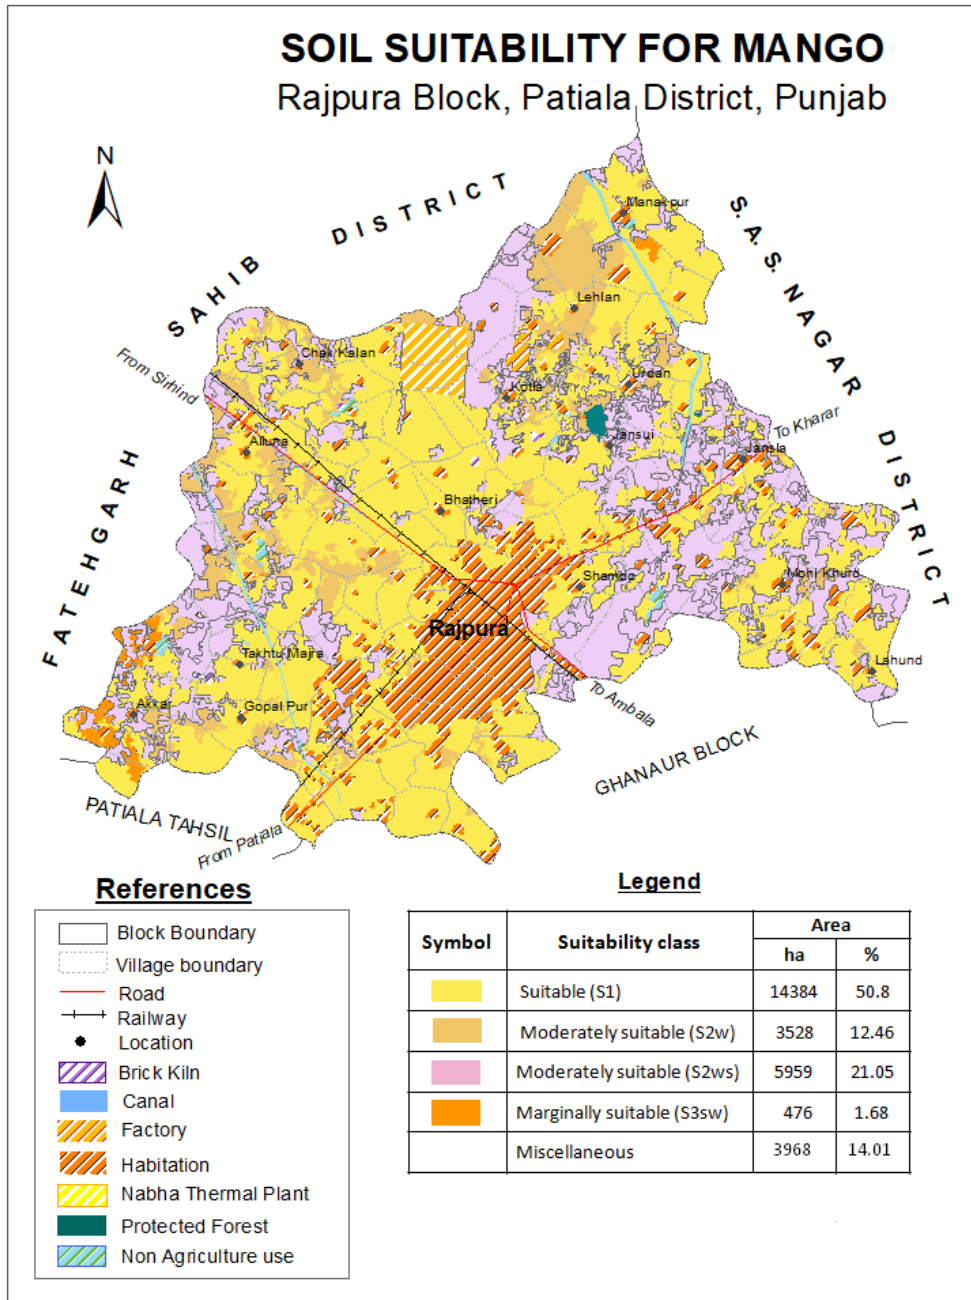 SOIL SUITABILITY FOR MANGO
Rajpura Block, Patiala District, Punjab
N
FATEHGARH SAHIB DISTRICT
S.A.S. NAGAR DISTRICT
Manakpur
Lehlan
From Sirhind
Chak Kalan
Kotla
Urdan
Jansui
To Kharar
Jansla
Alluna
Bhatheri
Shamdo
Mohi Khurd
Rajpura
Takhtu Majra
Lahund
To Ambala
Akkar
Gopal Pur
GHANAUR BLOCK
PATIALA TAHSIL
From Patiala
References
Block Boundary
Village boundary
Road
Railway
Location
Brick Kiln
Canal
Factory
Habitation
Nabha Thermal Plant
Protected Forest
Non Agriculture use
Legend
Symbol Suitability class Area
ha %
Suitable (S1) 14384 50.8
Moderately suitable (S2w) 3528 12.46
Moderately suitable (S2ws) 5959 21.05
Marginally suitable (S3sw) 476 1.68
Miscellaneous 3968 14.01